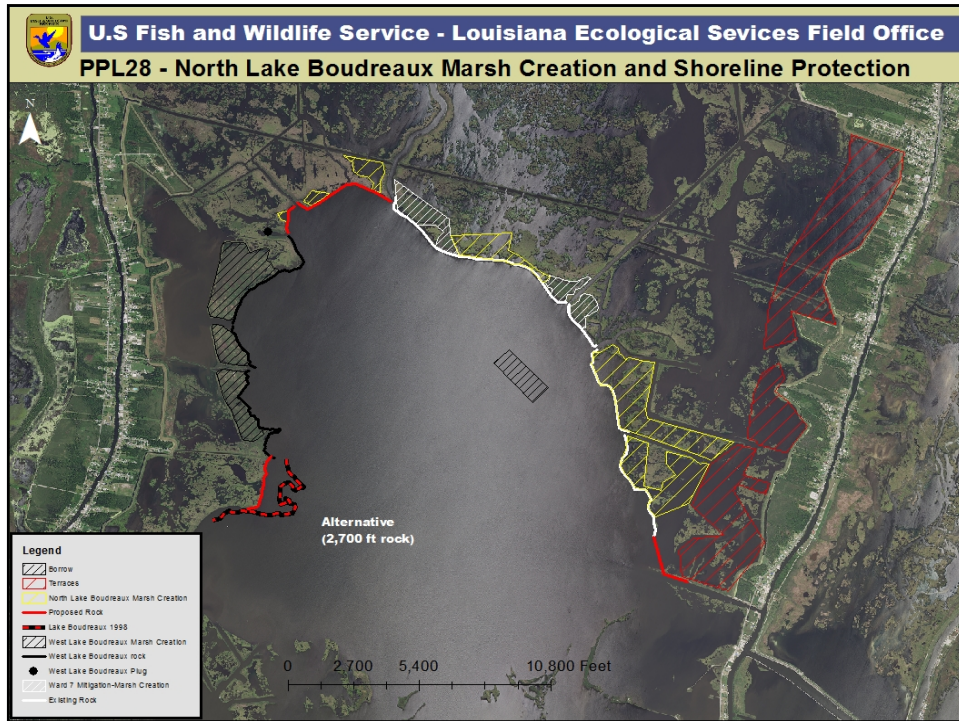 U.S Fish and Wildlife Service - Louisiana Ecological Sevices Field Office
PPL28 - North Lake Boudreaux Marsh Creation and Shoreline Protection
N
Alternative
(2,700 ft rock)
Legend
Borrow
Terraces
North Lake Boudreaux Marsh Creation
Proposed Rock
Lake Boudreaux 1998
West Lake Boudreaux Marsh Creation
West Lake Boudreaux rock
West Lake Boudreaux Plug
Ward 7 Mitigation-Marsh Creation
Existing Rock
0 2,700 5,400 10,800 Feet